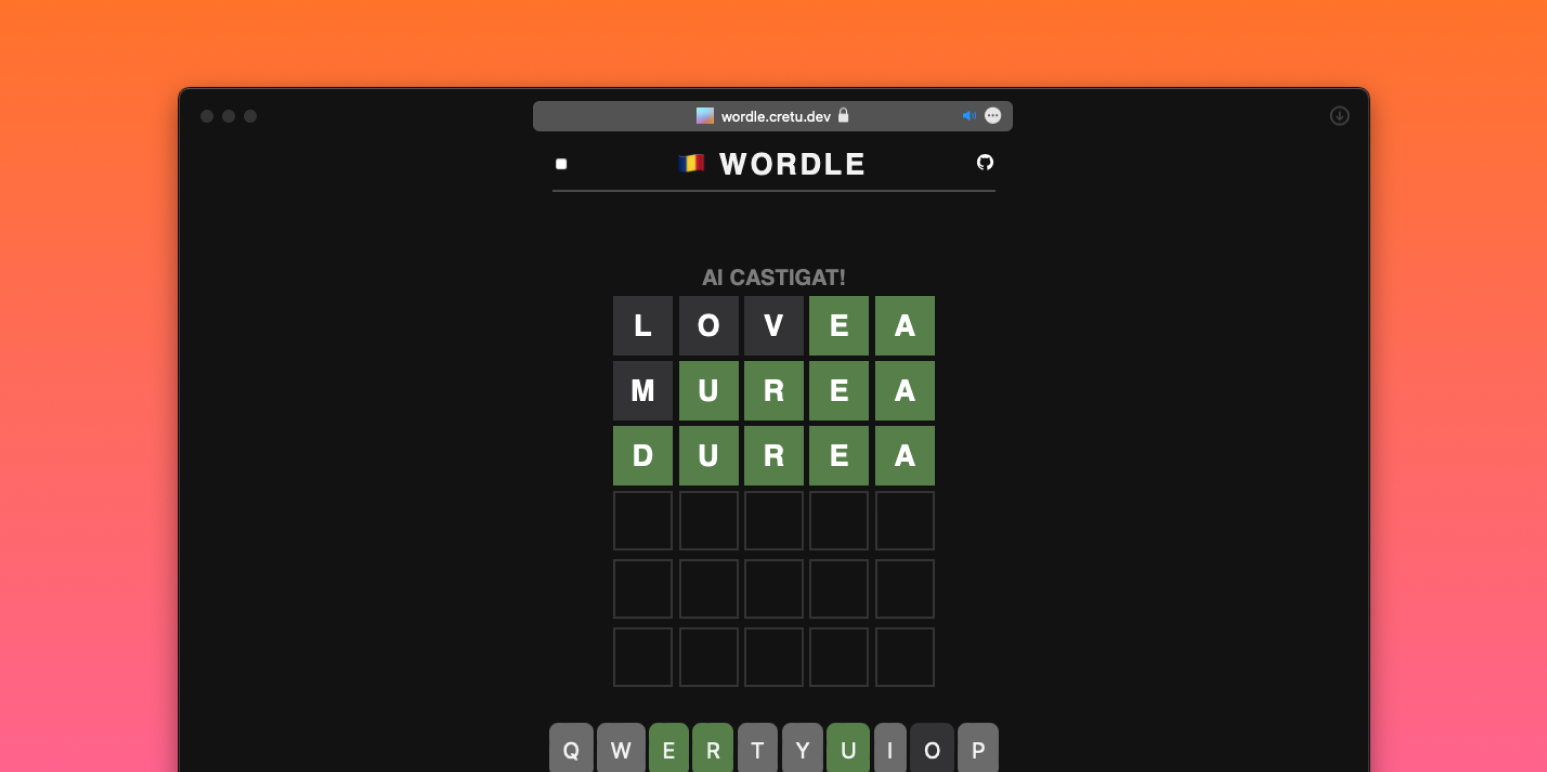 wordle.cretu.dev
WORDLE
AI CASTIGAT!
L O V E A
M U R E A
D U R E A
Q W E R T Y U I O P